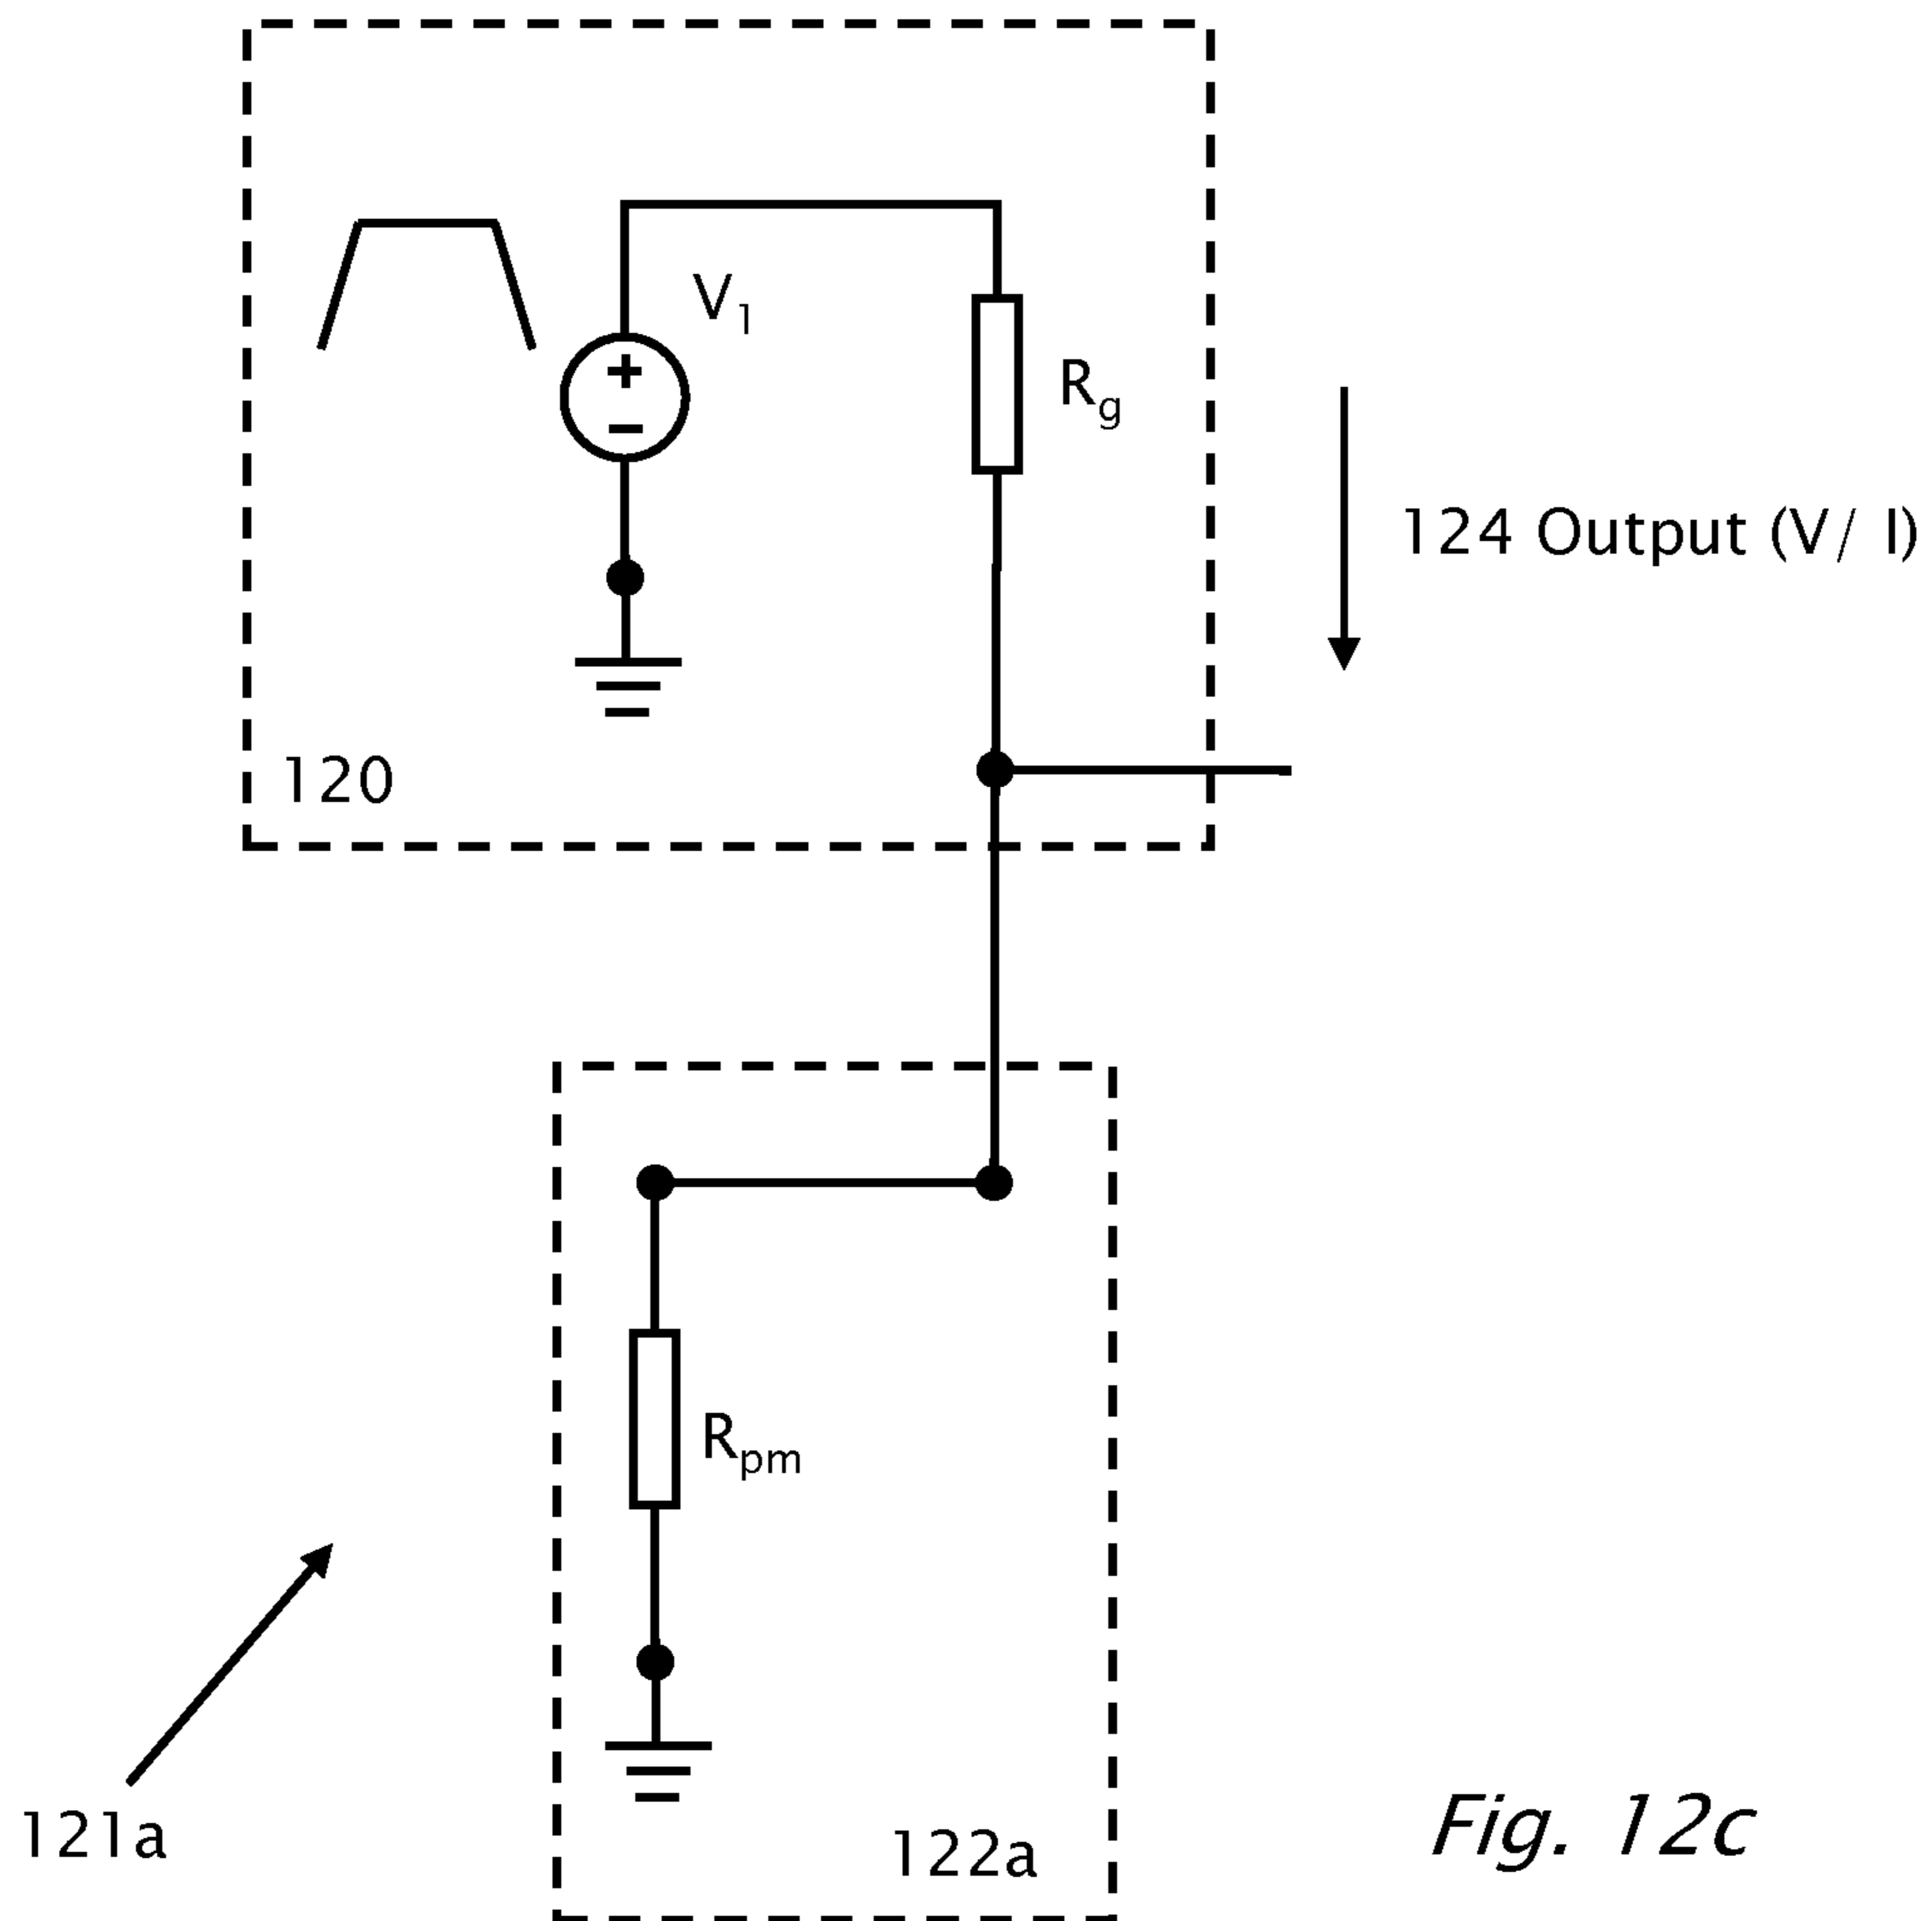 V1
+
−
Rg
124 Output (V/ I)
120
Rpm
121a
122a
Fig. 12c